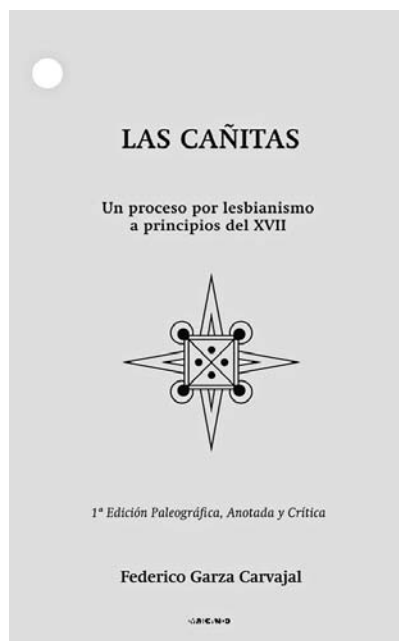 LAS CAÑITAS
Un proceso por lesbianismo
a principios del XVII
1ª Edición Paleográfica, Anotada y Crítica
Federico Garza Carvajal